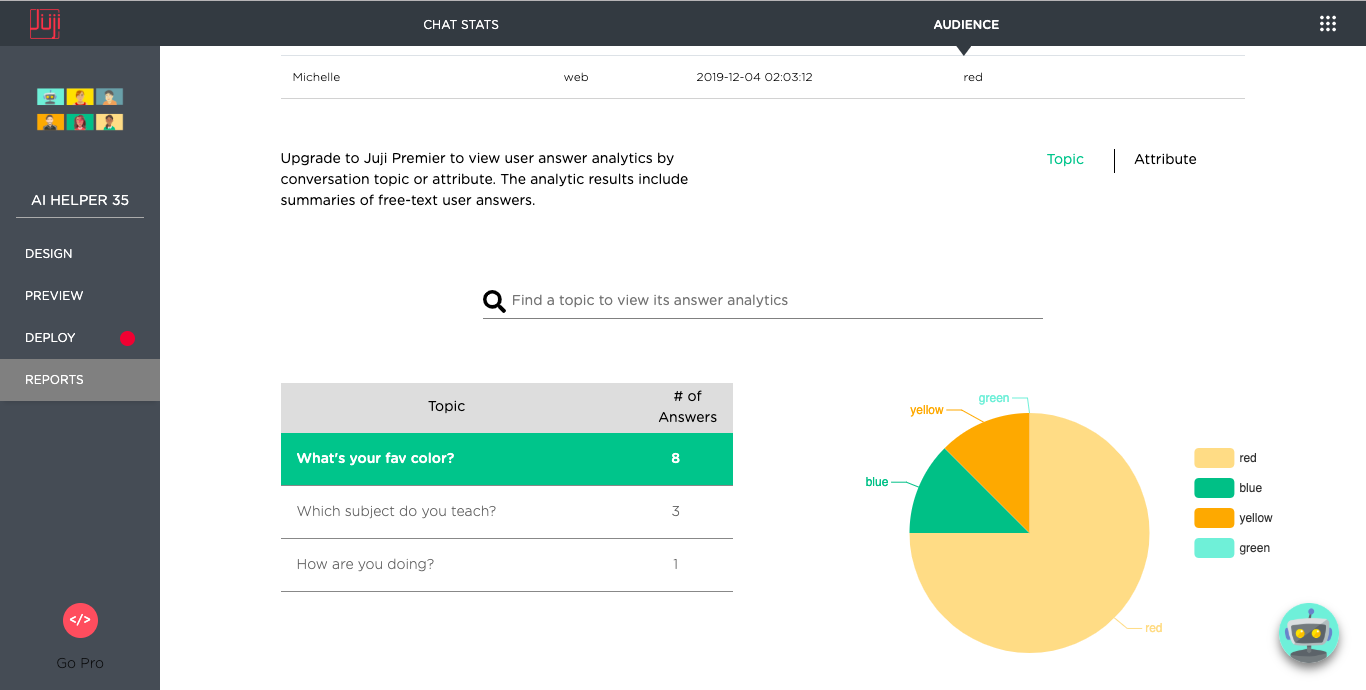 Juji
CHAT STATS
AUDIENCE
Michelle web 2019-12-04 02:03:12 red
AI HELPER 35
DESIGN
PREVIEW
DEPLOY
REPORTS
</>
Go Pro
Upgrade to Juji Premier to view user answer analytics by
conversation topic or attribute. The analytic results include
summaries of free-text user answers.
Topic
Attribute
Find a topic to view its answer analytics
Topic # of
Answers
What's your fav color? 8
Which subject do you teach? 3
How are you doing? 1
green
yellow
blue
red
red
blue
yellow
green